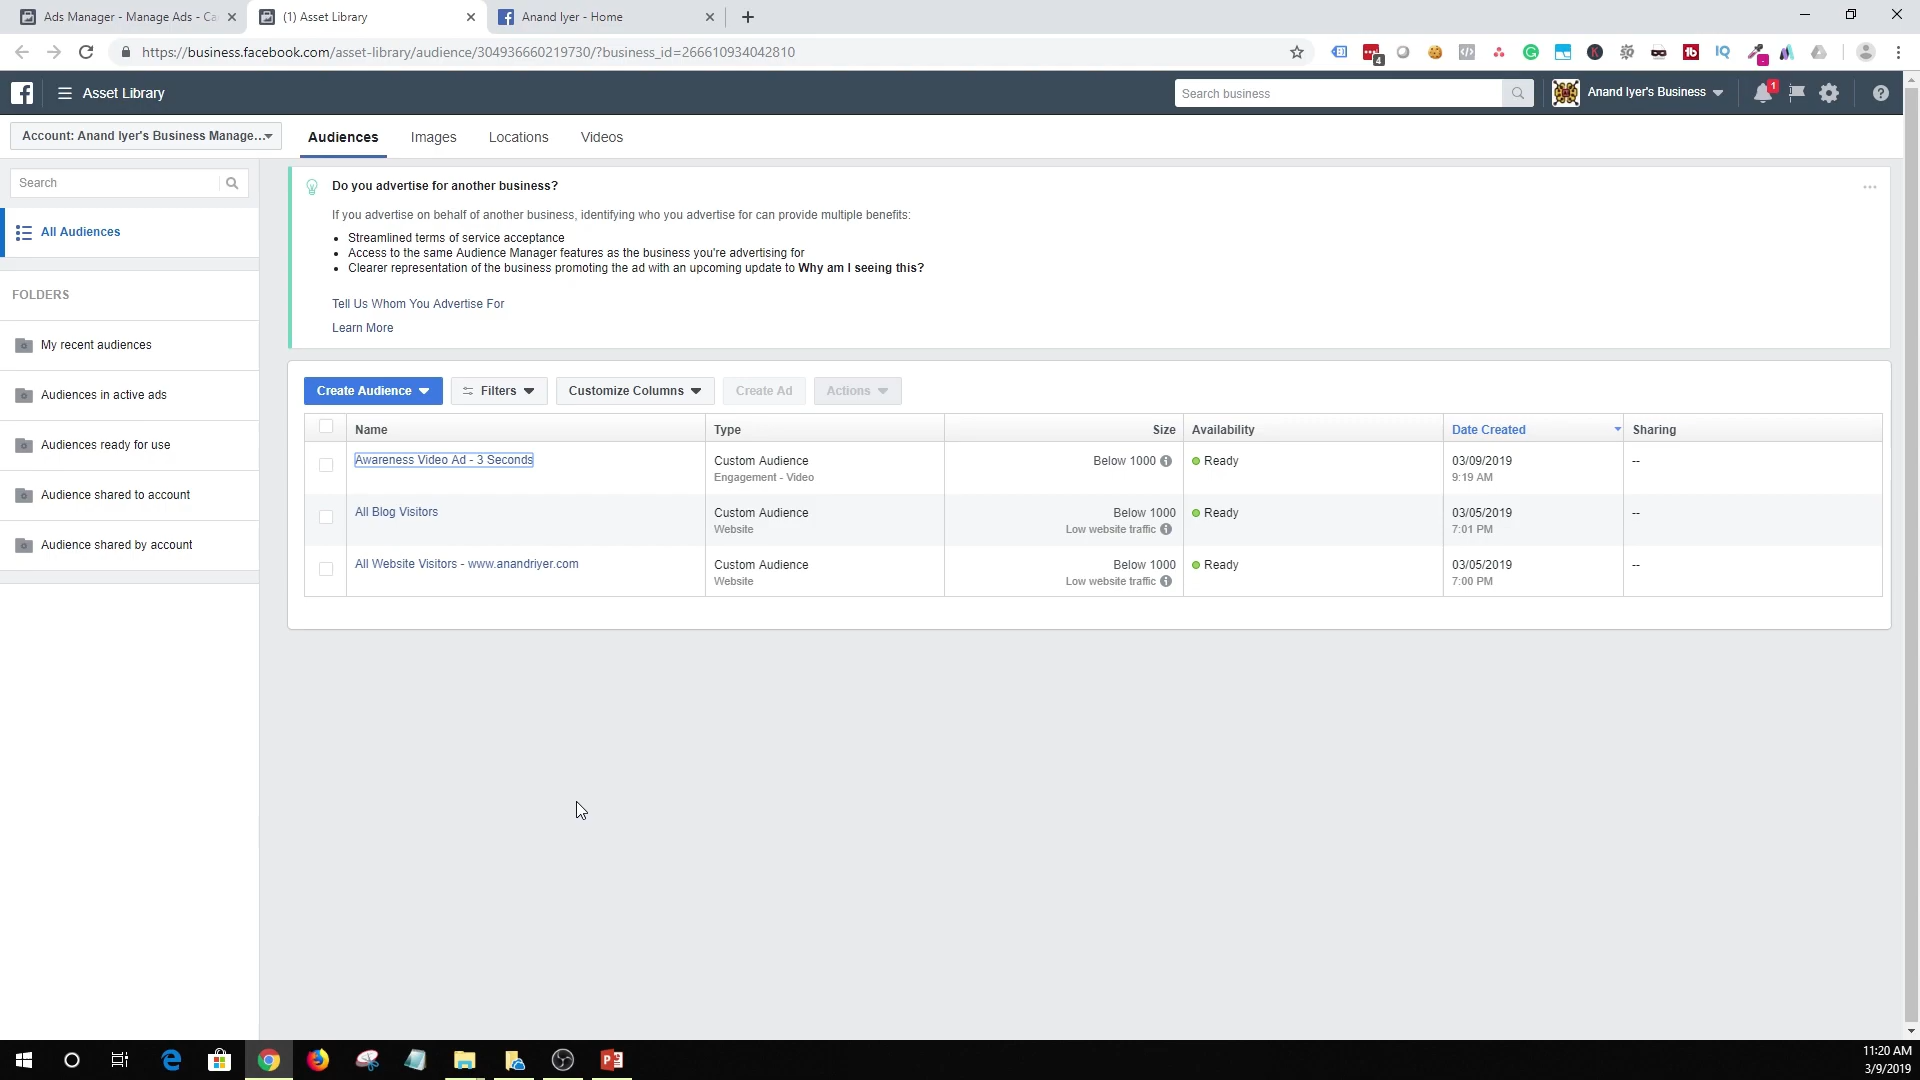 Ads Manager - Manage Ads - Ca
(1) Asset Library
Anand Iyer - Home
https://business.facebook.com/asset-library/audience/304936660219730/?business_id=266610934042810
4
Asset Library
Search business
Anand Iyer's Business
1
Account: Anand Iyer's Business Manage...
Audiences
Images
Locations
Videos
Search
All Audiences
FOLDERS
My recent audiences
Audiences in active ads
Audiences ready for use
Audience shared to account
Audience shared by account
Do you advertise for another business?
If you advertise on behalf of another business, identifying who you advertise for can provide multiple benefits:
Streamlined terms of service acceptance
Access to the same Audience Manager features as the business you're advertising for
Clearer representation of the business promoting the ad with an upcoming update to Why am I seeing this?
Tell Us Whom You Advertise For
Learn More
Create Audience
Filters
Customize Columns
Create Ad
Actions
Name Type Size Availability Date Created Sharing
Awareness Video Ad - 3 Seconds Custom Audience Below 1000 Ready 03/09/2019 --
Engagement - Video 9:19 AM
All Blog Visitors Custom Audience Below 1000 Ready 03/05/2019 --
Website Low website traffic 7:01 PM
All Website Visitors - www.anandriyer.com Custom Audience Below 1000 Ready 03/05/2019 --
Website Low website traffic 7:00 PM
11:20 AM
3/9/2019